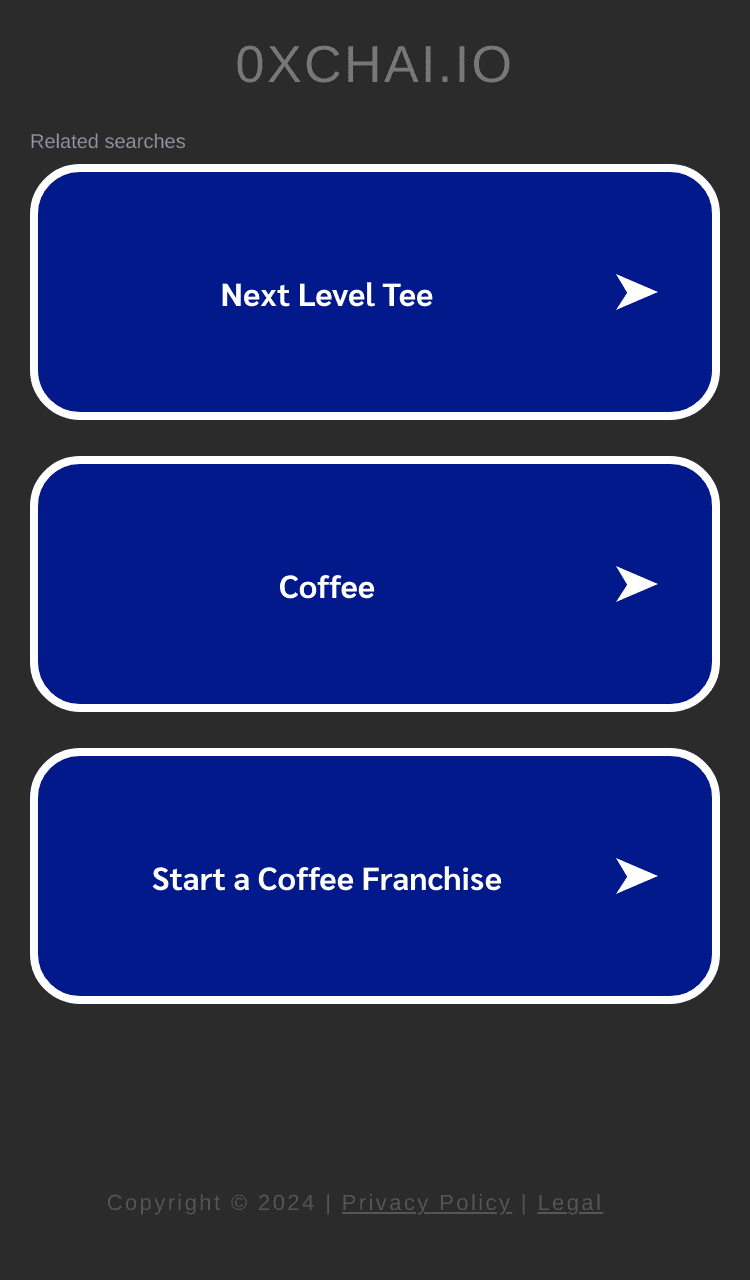 0XCHAI.IO
Related searches
Next Level Tee
Coffee
Start a Coffee Franchise
Copyright © 2024 | Privacy Policy | Legal